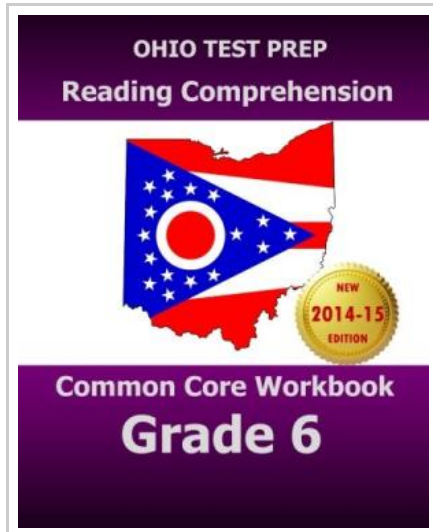 OHIO TEST PREP
Reading Comprehension
NEW
2014-15
EDITION
Common Core Workbook
Grade 6